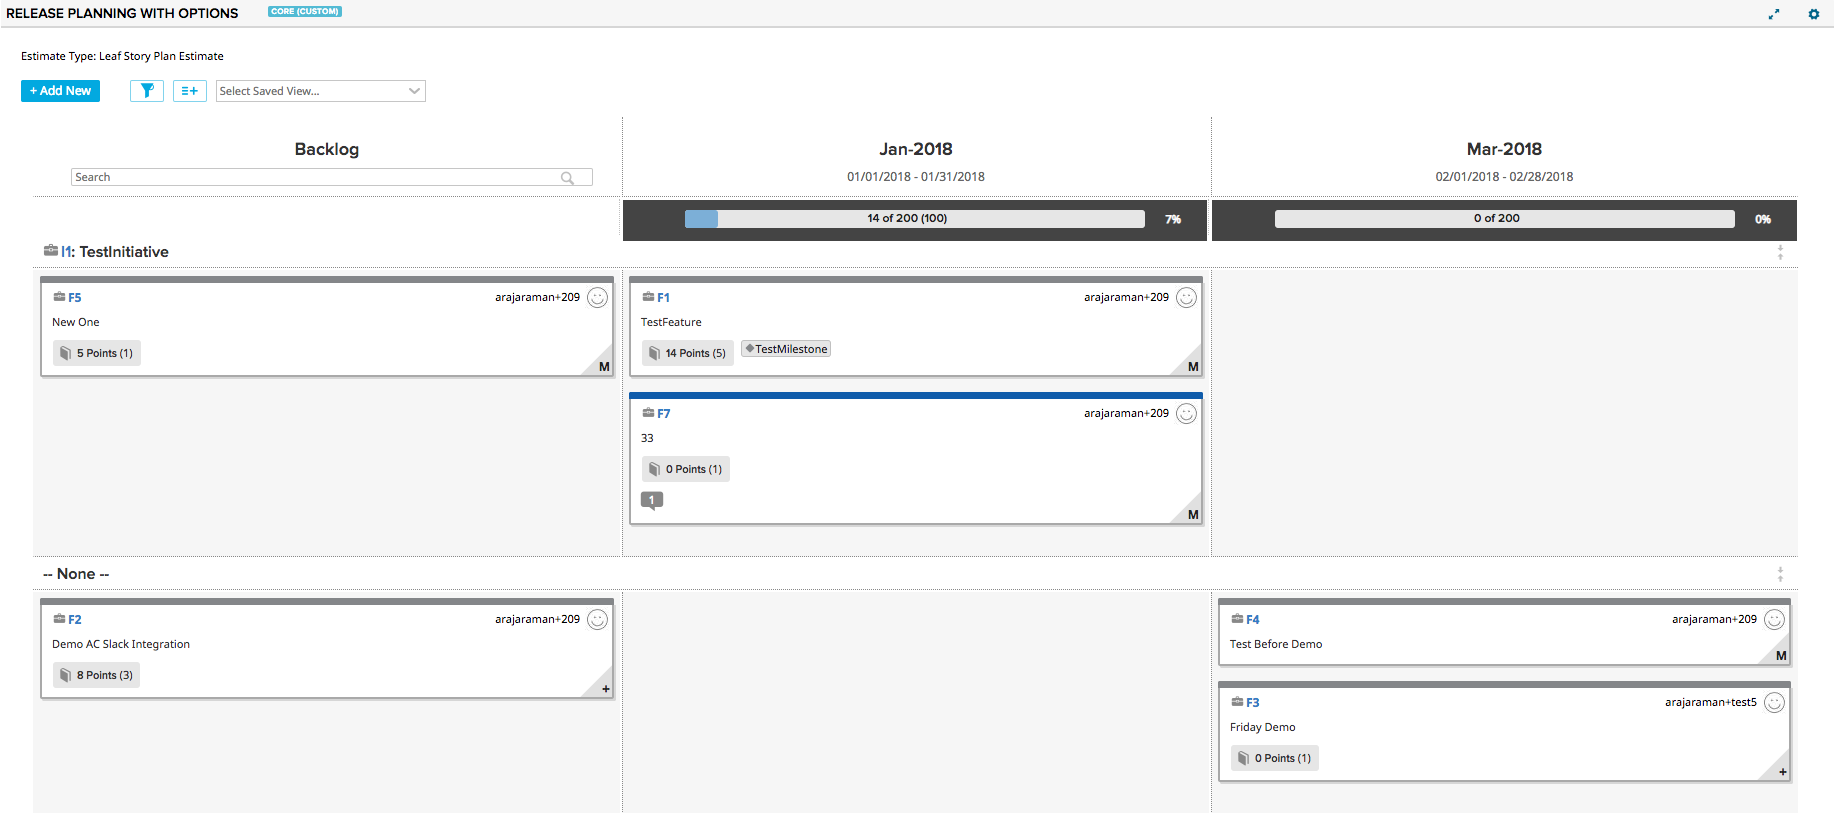 RELEASE PLANNING WITH OPTIONS
CORE (CUSTOM)
Estimate Type: Leaf Story Plan Estimate
+ Add New
Select Saved View...
Backlog
Search
Jan-2018
01/01/2018 - 01/31/2018
Mar-2018
02/01/2018 - 02/28/2018
14 of 200 (100)
7%
0 of 200
0%
I1: TestInitiative
F5
arajaraman+209
New One
5 Points (1)
M
F1
arajaraman+209
TestFeature
14 Points (5)
TestMilestone
M
F7
arajaraman+209
33
0 Points (1)
1
M
-- None --
F2
arajaraman+209
Demo AC Slack Integration
8 Points (3)
+
F4
arajaraman+209
Test Before Demo
M
F3
arajaraman+test5
Friday Demo
0 Points (1)
+